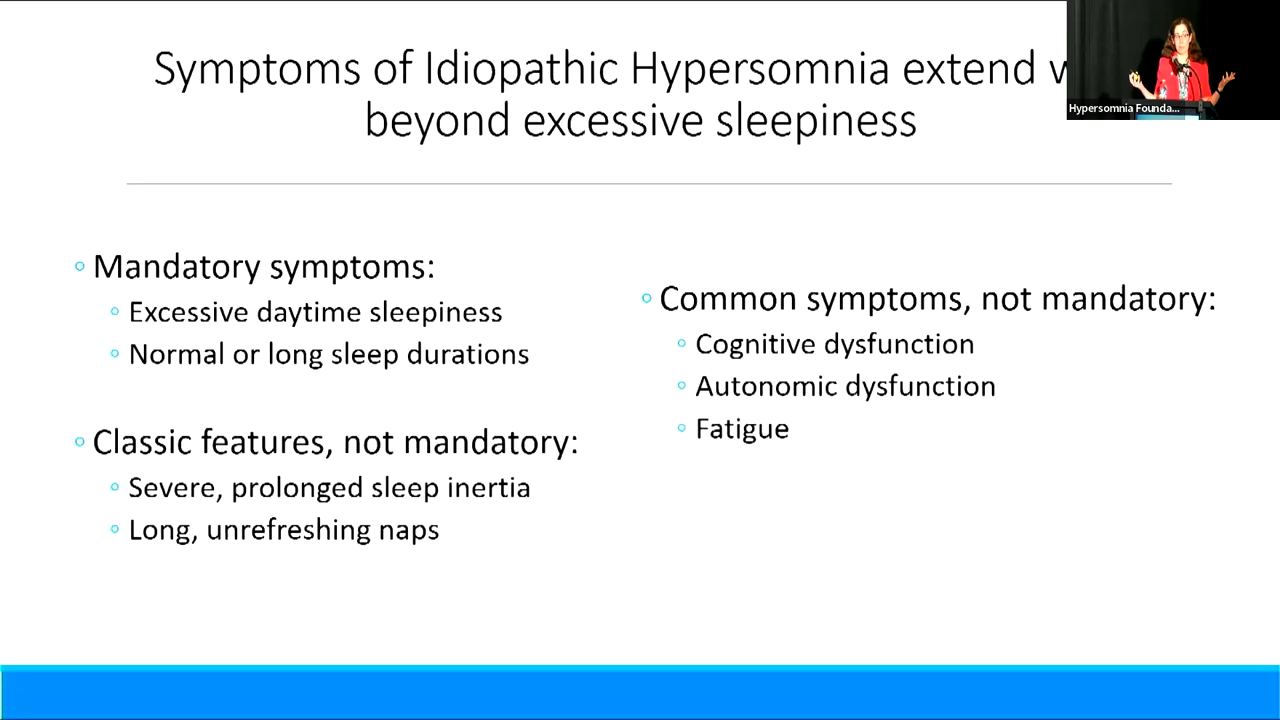 Symptoms of Idiopathic Hypersomnia extend
beyond excessive sleepiness
Hypersomnia Founda...
◦ Mandatory symptoms:
◦ Excessive daytime sleepiness
◦ Normal or long sleep durations
◦ Classic features, not mandatory:
◦ Severe, prolonged sleep inertia
◦ Long, unrefreshing naps
◦ Common symptoms, not mandatory:
◦ Cognitive dysfunction
◦ Autonomic dysfunction
◦ Fatigue